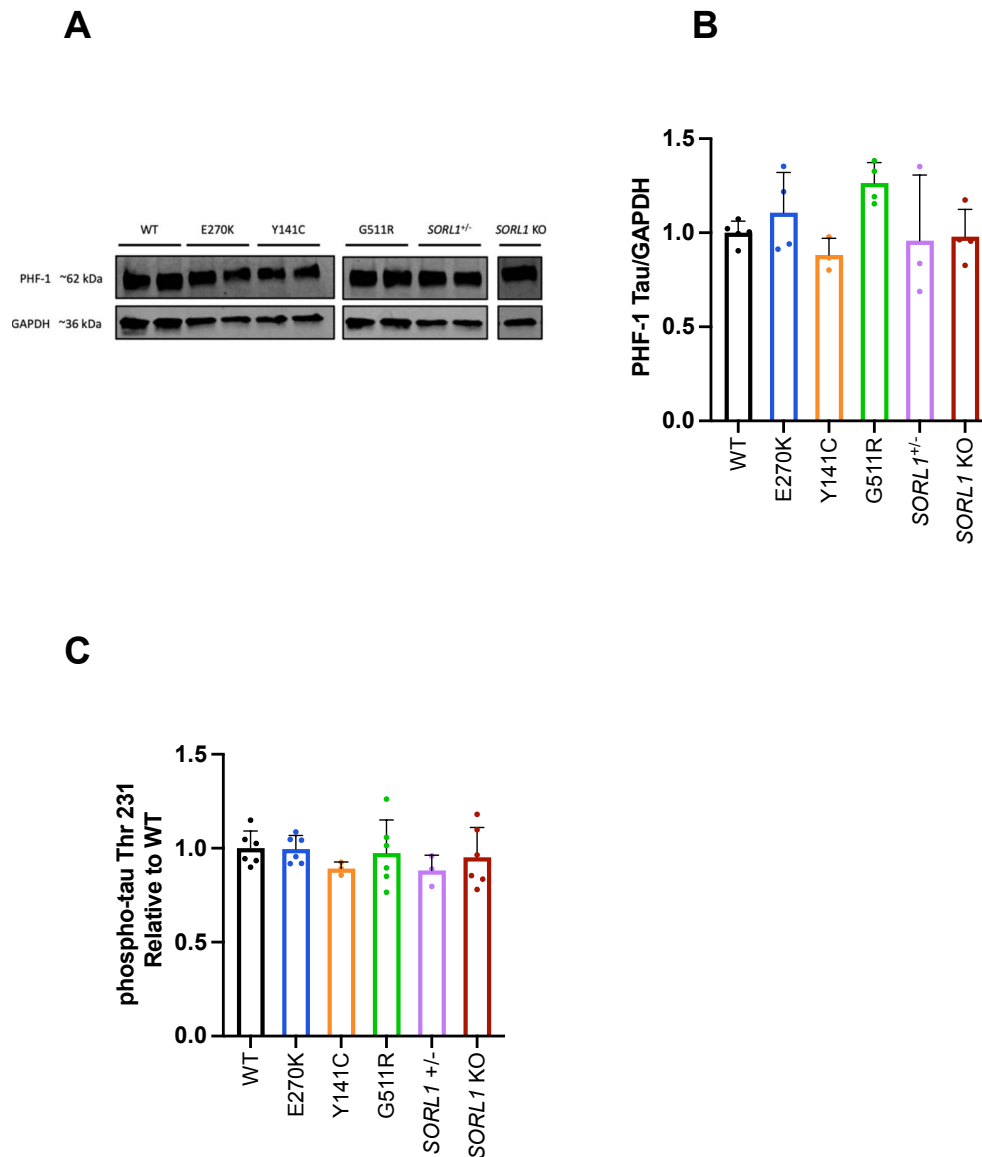 A
WT E270K Y141C G511R SORL1+/- SORL1 KO
PHF-1 ~62 kDa
GAPDH ~36 kDa
B
PHF-1 Tau/GAPDH
1.5
1.0
0.5
0.0
WT
E270K
Y141C
G511R
SORL1+/-
SORL1 KO
C
phospho-tau Thr 231
Relative to WT
1.5
1.0
0.5
0.0
WT
E270K
Y141C
G511R
SORL1 +/-
SORL1 KO